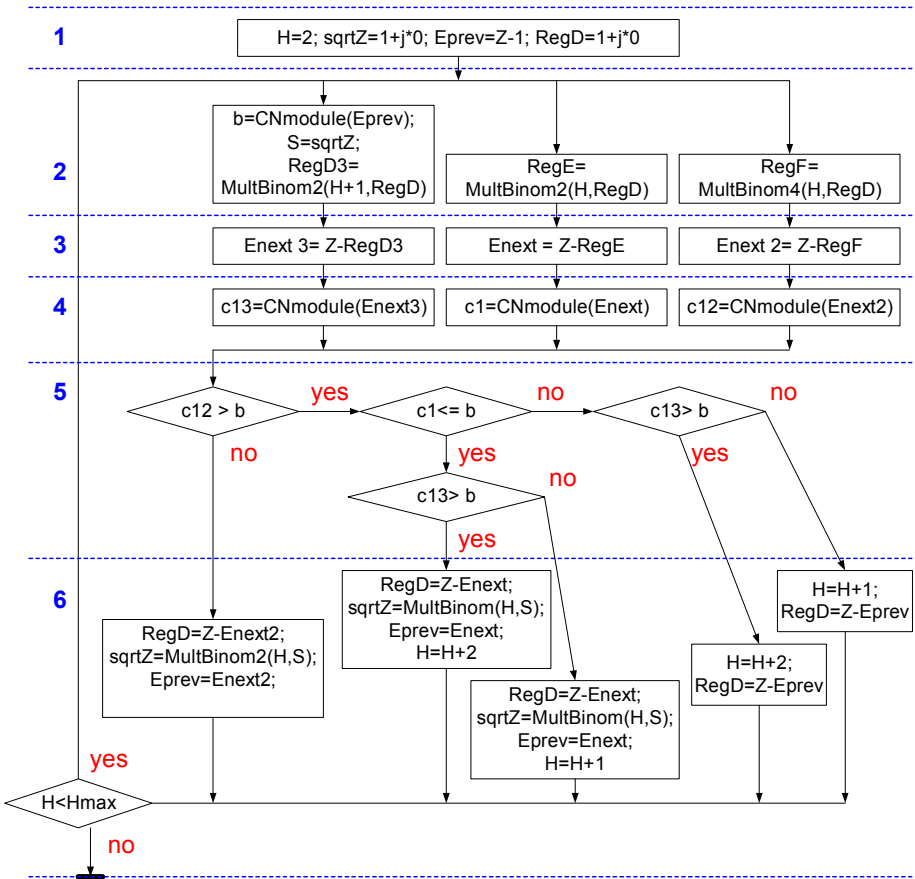 1
H=2; sqrtZ=1+j*0; Eprev=Z-1; RegD=1+j*0
2
b=CNmodule(Eprev);
S=sqrtZ;
RegD3=
MultBinom2(H+1,RegD)
RegE=
MultBinom2(H,RegD)
RegF=
MultBinom4(H,RegD)
3
Enext 3= Z-RegD3
Enext = Z-RegE
Enext 2= Z-RegF
4
c13=CNmodule(Enext3)
c1=CNmodule(Enext)
c12=CNmodule(Enext2)
5
c12 > b
yes
c1<= b
no
c13> b
no
no
yes
yes
c13> b
no
yes
6
RegD=Z-Enext2;
sqrtZ=MultBinom2(H,S);
Eprev=Enext2;
RegD=Z-Enext;
sqrtZ=MultBinom(H,S);
Eprev=Enext;
H=H+2
RegD=Z-Enext;
sqrtZ=MultBinom(H,S);
Eprev=Enext;
H=H+1
H=H+2;
RegD=Z-Eprev
H=H+1;
RegD=Z-Eprev
yes
H<Hmax
no